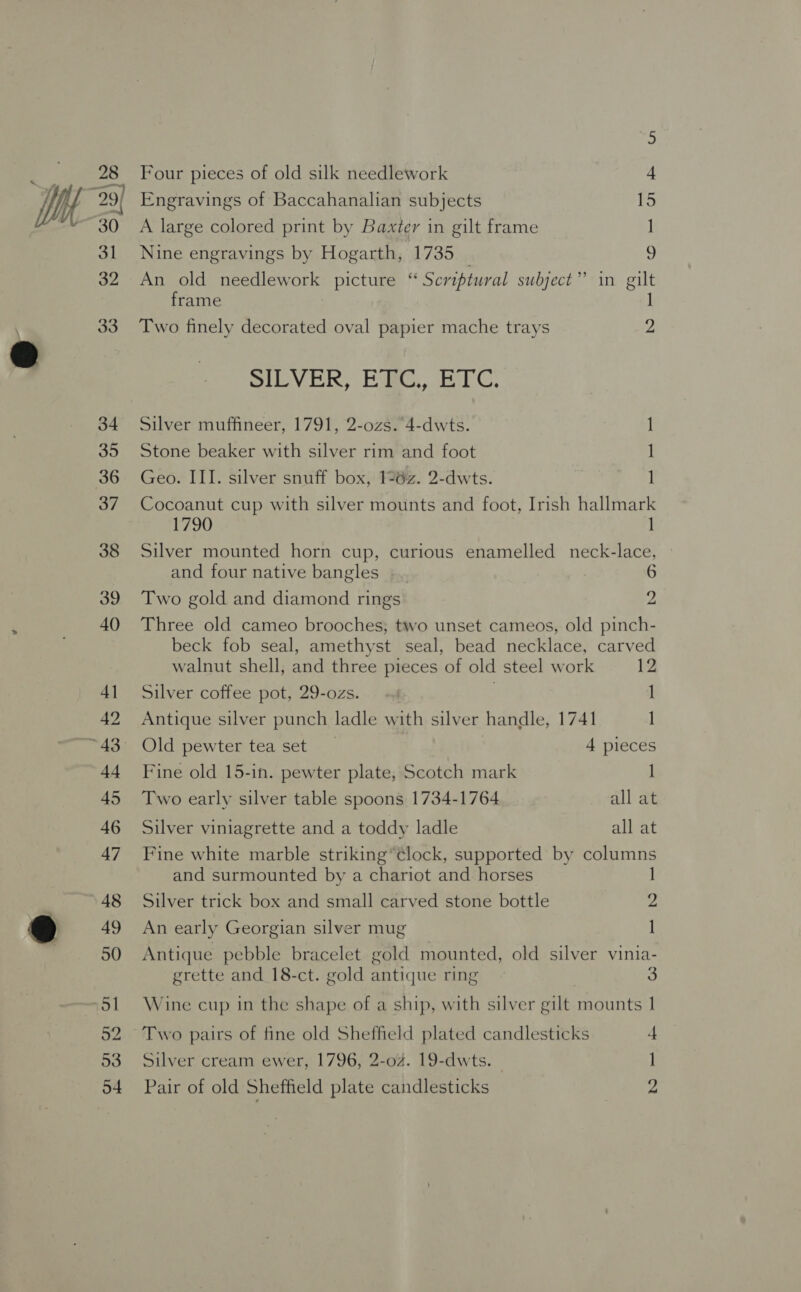 5
28 Four pieces of old silk needlework 4
29 Engravings of Baccahanalian subjects 15
30 A large colored print by Baxter in gilt frame 1
31 Nine engravings by Hogarth, 1735 9
32 An old needlework picture “Scriptural subject” in gilt
frame 1
33 Two finely decorated oval papier mache trays 2
SILVER, ETC., ETC.
34 Silver muffineer, 1791, 2-ozs. 4-dwts. 1
35 Stone beaker with silver rim and foot 1
36 Geo. III. silver snuff box, 1-oz. 2-dwts. 1
37 Cocoanut cup with silver mounts and foot, Irish hallmark
1790 1
38 Silver mounted horn cup, curious enamelled neck-lace,
and four native bangles 6
39 Two gold and diamond rings 2
40 Three old cameo brooches, two unset cameos, old pinch-
beck fob seal, amethyst seal, bead necklace, carved
walnut shell, and three pieces of old steel work 12
41 Silver coffee pot, 29-ozs. 1
42 Antique silver punch ladle with silver handle, 1741 1
43 Old pewter tea set 4 pieces
44 Fine old 15-in. pewter plate, Scotch mark 1
45 Two early silver table spoons 1734-1764 all at
46 Silver viniagrette and a toddy ladle all at
47 Fine white marble striking clock, supported by columns
and surmounted by a chariot and horses 1
48 Silver trick box and small carved stone bottle 2
49 An early Georgian silver mug 1
50 Antique pebble bracelet gold mounted, old silver vinia-
grette and 18-ct. gold antique ring 3
51 Wine cup in the shape of a ship, with silver gilt mounts 1
52 Two pairs of fine old Sheffield plated candlesticks 4
53 Silver cream ewer, 1796, 2-oz. 19-dwts. 1
54 Pair of old Sheffield plate candlesticks 2